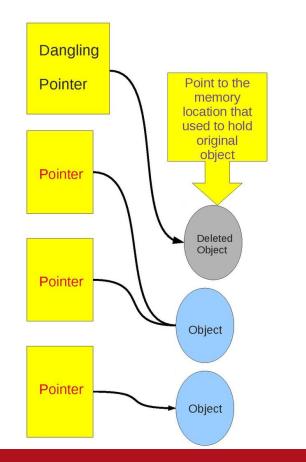 Dangling
Pointer
Point to the
memory
location that
used to hold
original
object
Pointer
Deleted
Object
Pointer
Object
Pointer
Object